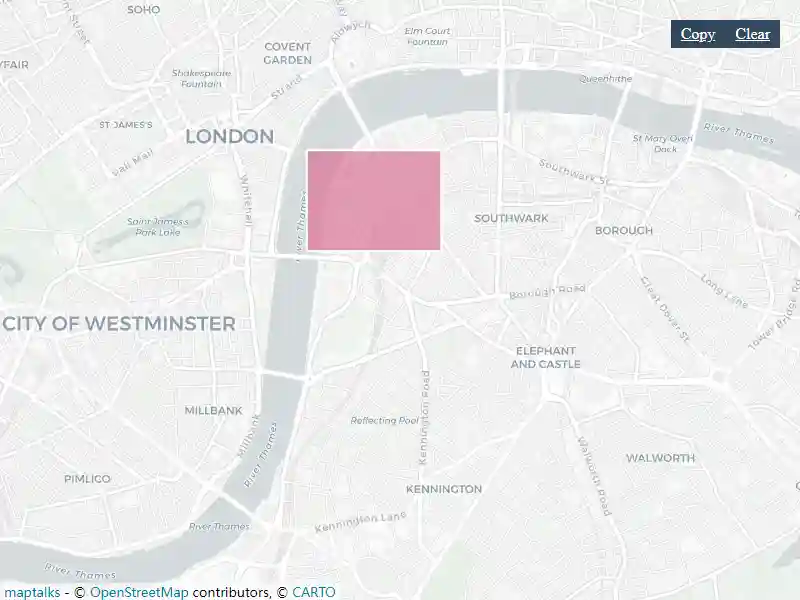 SOHO
Aldwych
Elm Court
Fountain
COVENT
GARDEN
Shakespeare
Fountain
Strand
Queenhithe
ST JAMES'S
LONDON
Pall Mall
River Thames
St Mary Overy
Dock
Southwark St
Whitehall
Saint James's
Park Lake
River Thames
SOUTHWARK
BOROUGH
Borough Road
Long Lane
Great Dover St
Tower Bridge Rd
CITY OF WESTMINSTER
ELEPHANT
AND CASTLE
MILLBANK
Millbank
River Thames
Reflecting Pool
Kennington Road
Walworth Road
WALWORTH
PIMLICO
KENNINGTON
River Thames
Kennington Lane
River Thames
Copy Clear
maptalks - © OpenStreetMap contributors, © CARTO